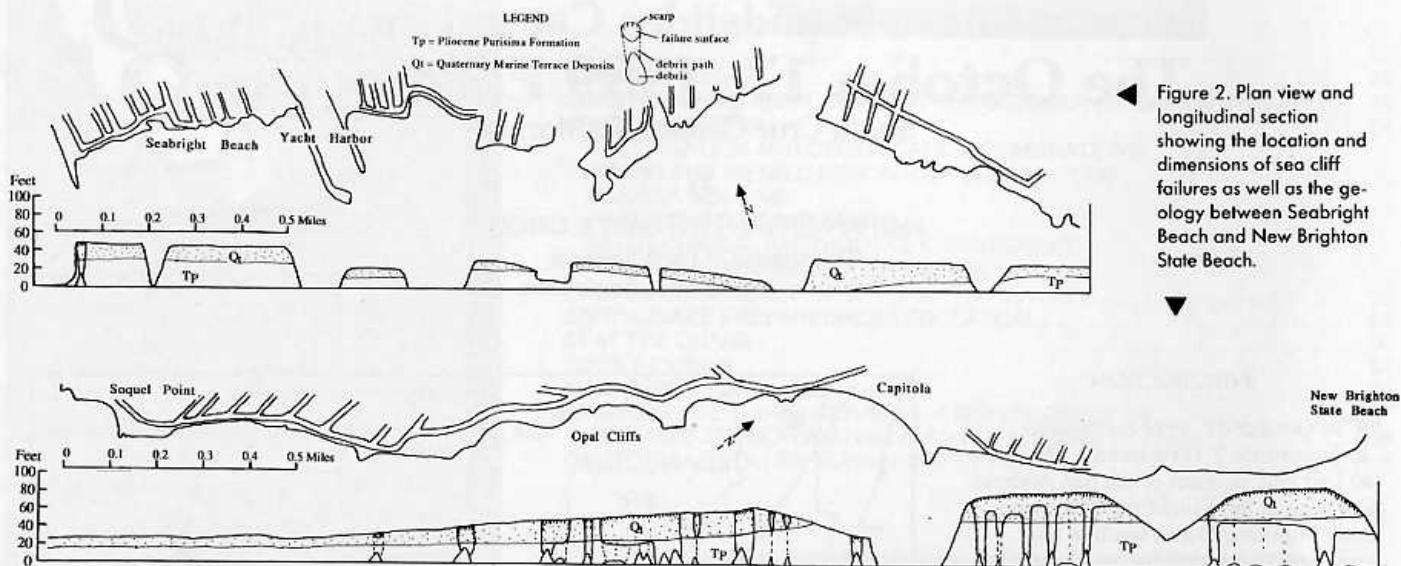 LEGEND
Tp = Pliocene Purisima Formation
Qt = Quaternary Marine Terrace Deposits
scarp
failure surface
debris path
debris
Seabright Beach
Yacht Harbor
N
Feet
80
60
40
20
0
0 0.1 0.2 0.3 0.4 0.5 Miles
Qt
Tp
Qt
Tp
Figure 2. Plan view and
longitudinal section
showing the location and
dimensions of sea cliff
failures as well as the ge-
ology between Seabright
Beach and New Brighton
State Beach.
Soquel Point
Opal Cliffs
Capitola
New Brighton
State Beach
Feet
100
80
60
40
20
0
0 0.1 0.2 0.3 0.4 0.5 Miles
Qt
Tp
Tp
Qt